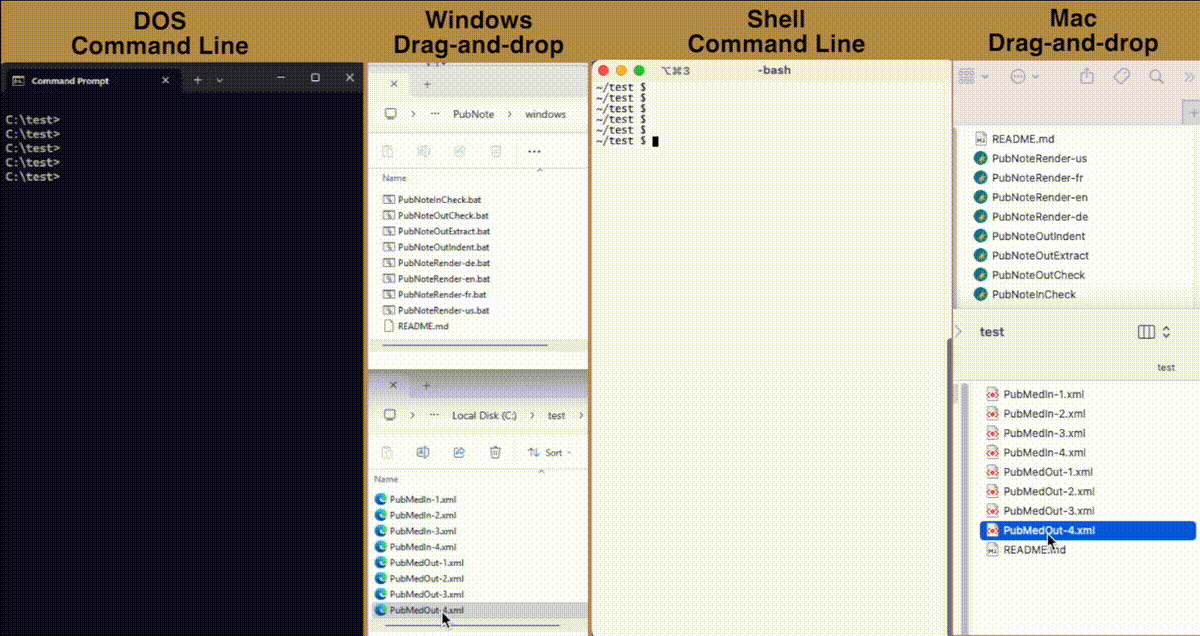 DOS
Command Line
Command Prompt
C:\test>
C:\test>
C:\test>
C:\test>
C:\test>
Windows
Drag-and-drop
PubNote > windows
Name
PubNoteInCheck.bat
PubNoteOutCheck.bat
PubNoteOutExtract.bat
PubNoteOutIndent.bat
PubNoteRender-de.bat
PubNoteRender-en.bat
PubNoteRender-fr.bat
PubNoteRender-us.bat
README.md
Local Disk (C:) > test >
Sort
Name
PubMedIn-1.xml
PubMedIn-2.xml
PubMedIn-3.xml
PubMedIn-4.xml
PubMedOut-1.xml
PubMedOut-2.xml
PubMedOut-3.xml
PubMedOut-4.xml
Shell
Command Line
⌥⌘3 -bash
~/test $
~/test $
~/test $
~/test $
~/test $
~/test $
Mac
Drag-and-drop
README.md
PubNoteRender-us
PubNoteRender-fr
PubNoteRender-en
PubNoteRender-de
PubNoteOutIndent
PubNoteOutExtract
PubNoteOutCheck
PubNoteInCheck
test
test
PubMedIn-1.xml
PubMedIn-2.xml
PubMedIn-3.xml
PubMedIn-4.xml
PubMedOut-1.xml
PubMedOut-2.xml
PubMedOut-3.xml
PubMedOut-4.xml
README.md